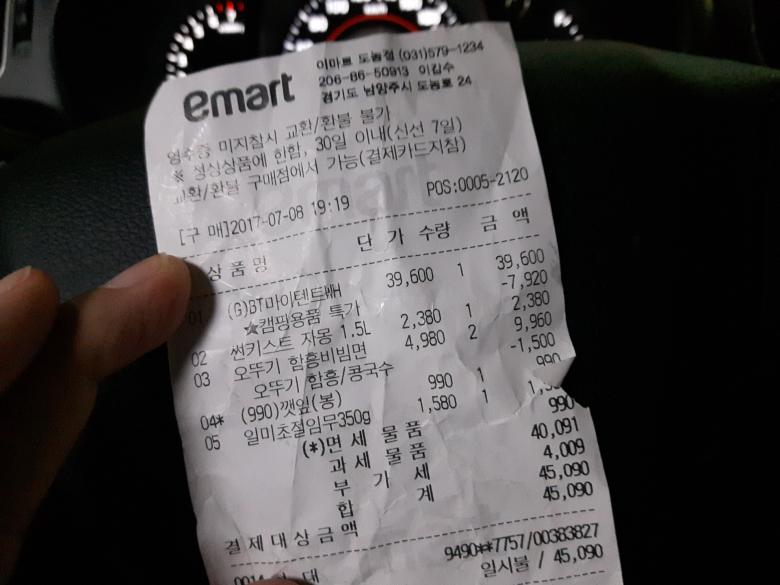 emart
이마트 도농점 (031)579-1234
206-86-50913 이갑수
경기도 남양주시 도농로 24
영수증 미지참시 교환/환불 불가
※ 정상상품에 한함, 30일 이내(신선 7일)
교환/환불 구매점에서 가능(결제카드지참)
[구 매]2017-07-08 19:19 POS:0005-2120
상 품 명 단 가 수량 금 액
01 (G)BT마이텐트 39,600 1 39,600
★캠핑용품 특가 -7,920
02 썬키스트 자몽 1.5L 2,380 1 2,380
03 오뚜기 함흥비빔면 4,980 2 9,960
오뚜기 함흥/콩국수 -1,500
04* (990)깻잎(봉) 990 1 990
05 일미초절임무350g 1,580 1
(*)면 세 물 품 990
과 세 물 품 40,091
부 가 세 4,009
합 계 45,090
결 제 대 상 금 액 45,090
9490**7757/00383827
일시불 / 45,090